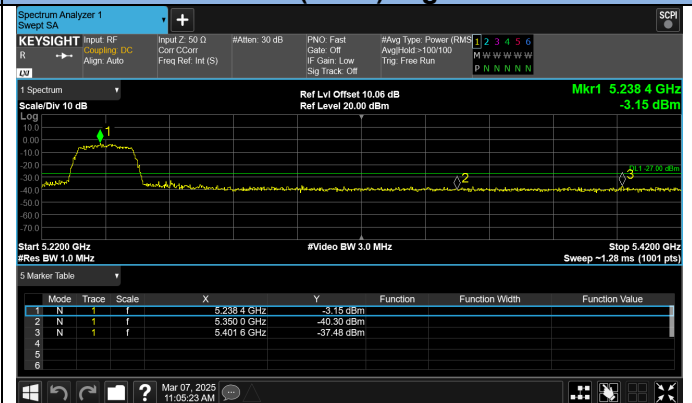 Spectrum Analyzer 1
Swept SA
+
SCPI
KEYSIGHT Input: RF Input Z: 50 Ω #Atten: 30 dB PNO: Fast #Avg Type: Power (RMS 1 2 3 4 5 6
R Coupling: DC Corr CCorr Gate: Off Avg|Hold:>100/100 M W W W W W
Align: Auto Freq Ref: Int (S) IF Gain: Low Trig: Free Run
LXI Sig Track: Off P N N N N N
1 Spectrum Ref Lvl Offset 10.06 dB Mkr1 5.238 4 GHz
Scale/Div 10 dB Ref Level 20.00 dBm -3.15 dBm
Log
10.0
0.00
-10.0
-20.0
-30.0
-40.0
-50.0
-60.0
-70.0
1
2
3
DL1 -27.00 dBm
Start 5.2200 GHz #Video BW 3.0 MHz Stop 5.4200 GHz
#Res BW 1.0 MHz Sweep ~1.28 ms (1001 pts)
5 Marker Table
Mode Trace Scale X Y Function Function Width Function Value
1 N 1 f 5.238 4 GHz -3.15 dBm
2 N 1 f 5.350 0 GHz -40.30 dBm
3 N 1 f 5.401 6 GHz -37.48 dBm
4
5
6
? Mar 07, 2025
11:05:23 AM